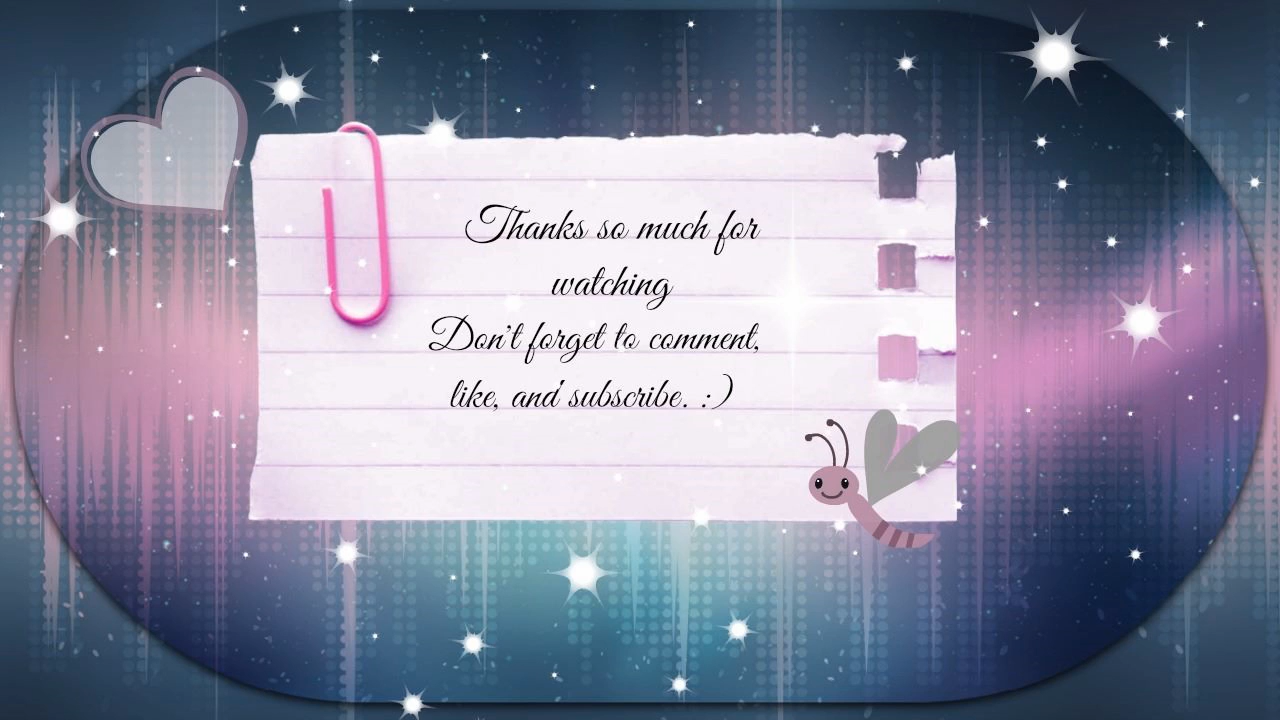 Thanks so much for
watching
Don't forget to comment,
like, and subscribe. :)